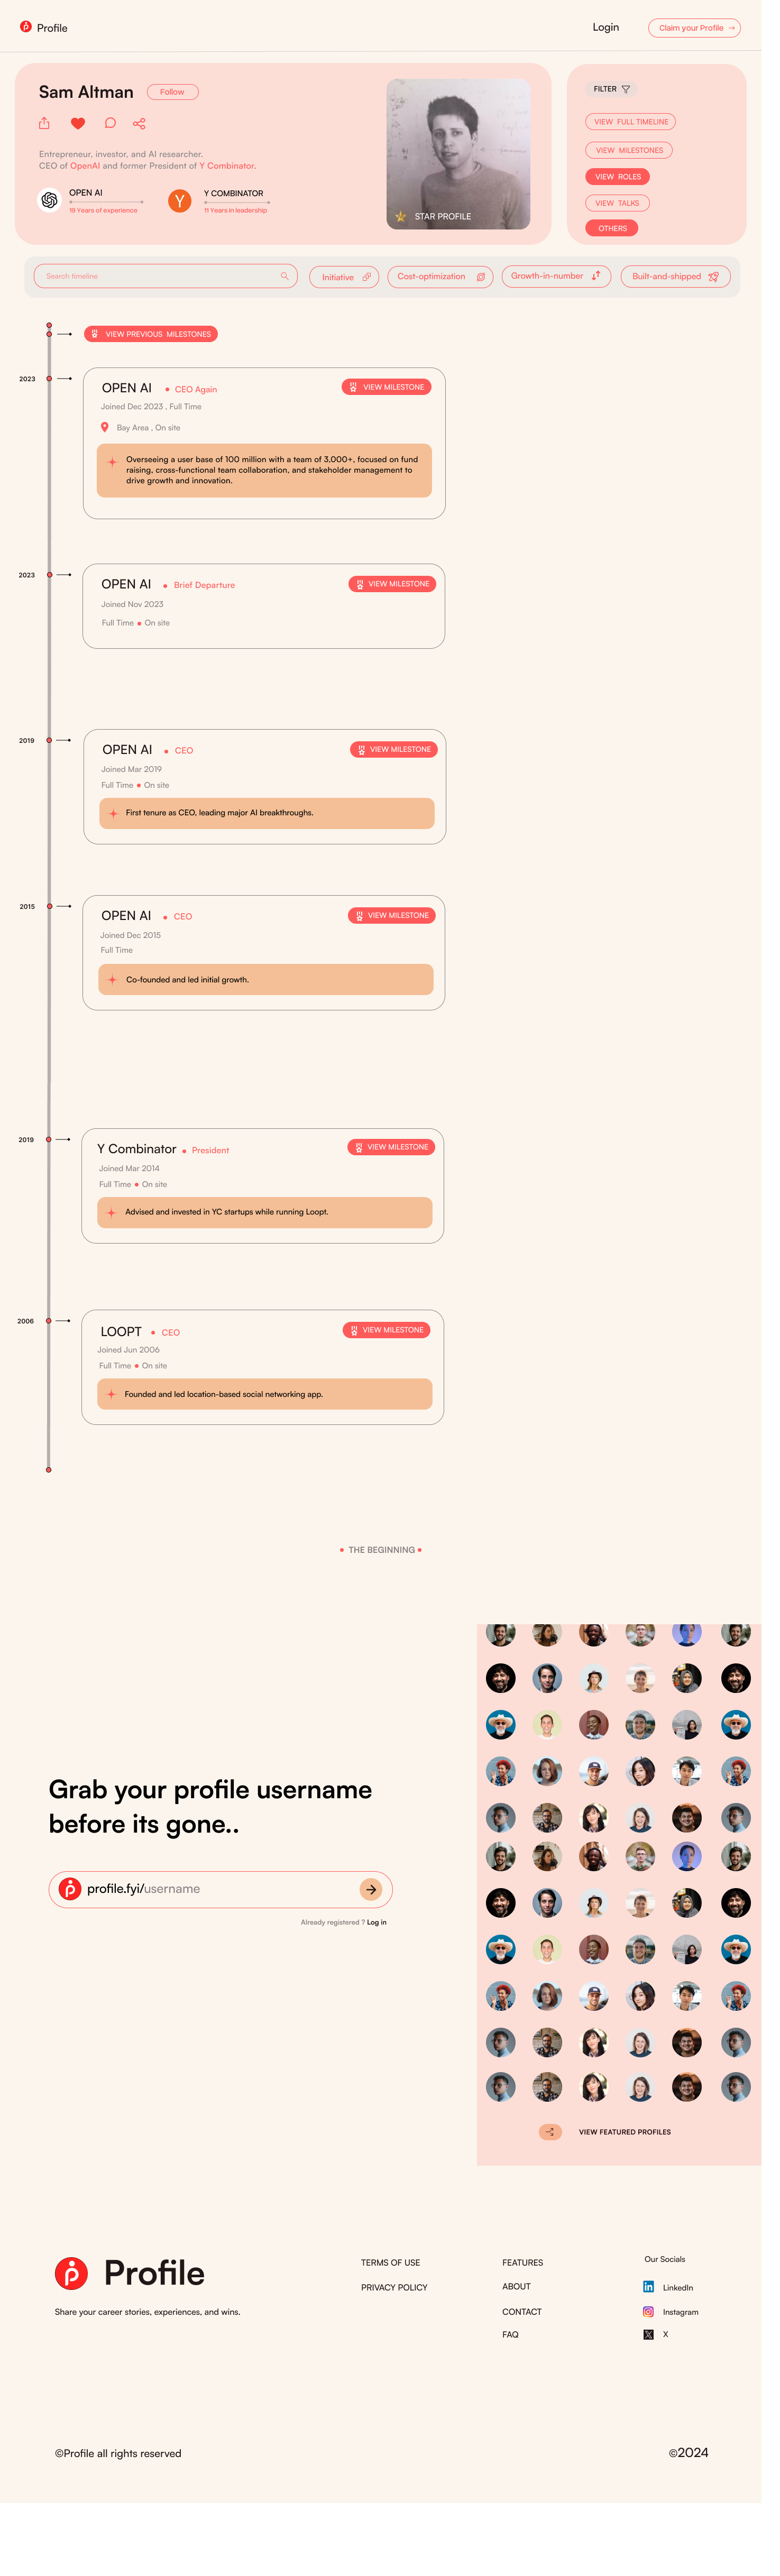 Profile
Login
Claim your Profile →
Sam Altman
Follow
Entrepreneur, investor, and AI researcher.
CEO of OpenAI and former President of Y Combinator.
OPEN AI
19 Years of experience
Y
Y COMBINATOR
11 Years in leadership
STAR PROFILE
FILTER
VIEW FULL TIMELINE
VIEW MILESTONES
VIEW ROLES
VIEW TALKS
OTHERS
Search timeline
Initiative
Cost-optimization
Growth-in-number
Built-and-shipped
VIEW PREVIOUS MILESTONES
2023
OPEN AI • CEO Again
VIEW MILESTONE
Joined Dec 2023 , Full Time
Bay Area , On site
Overseeing a user base of 100 million with a team of 3,000+, focused on fund
raising, cross-functional team collaboration, and stakeholder management to
drive growth and innovation.
2023
OPEN AI • Brief Departure
VIEW MILESTONE
Joined Nov 2023
Full Time • On site
2019
OPEN AI • CEO
VIEW MILESTONE
Joined Mar 2019
Full Time • On site
First tenure as CEO, leading major AI breakthroughs.
2015
OPEN AI • CEO
VIEW MILESTONE
Joined Dec 2015
Full Time
Co-founded and led initial growth.
2019
Y Combinator • President
VIEW MILESTONE
Joined Mar 2014
Full Time • On site
Advised and invested in YC startups while running Loopt.
2006
LOOPT • CEO
VIEW MILESTONE
Joined Jun 2006
Full Time • On site
Founded and led location-based social networking app.
• THE BEGINNING •
Grab your profile username
before its gone..
profile.fyi/username
Already registered ? Log in
VIEW FEATURED PROFILES
Profile
Share your career stories, experiences, and wins.
TERMS OF USE
PRIVACY POLICY
FEATURES
ABOUT
CONTACT
FAQ
Our Socials
LinkedIn
Instagram
X
©Profile all rights reserved
©2024